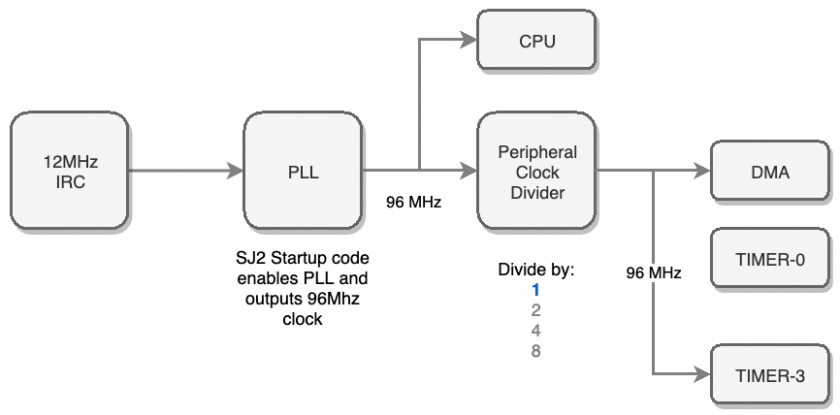 CPU
12MHz
IRC
PLL
Peripheral
Clock
Divider
DMA
96 MHz
SJ2 Startup code
enables PLL and
outputs 96Mhz
clock
Divide by:
1
2
4
8
96 MHz
TIMER-0
TIMER-3